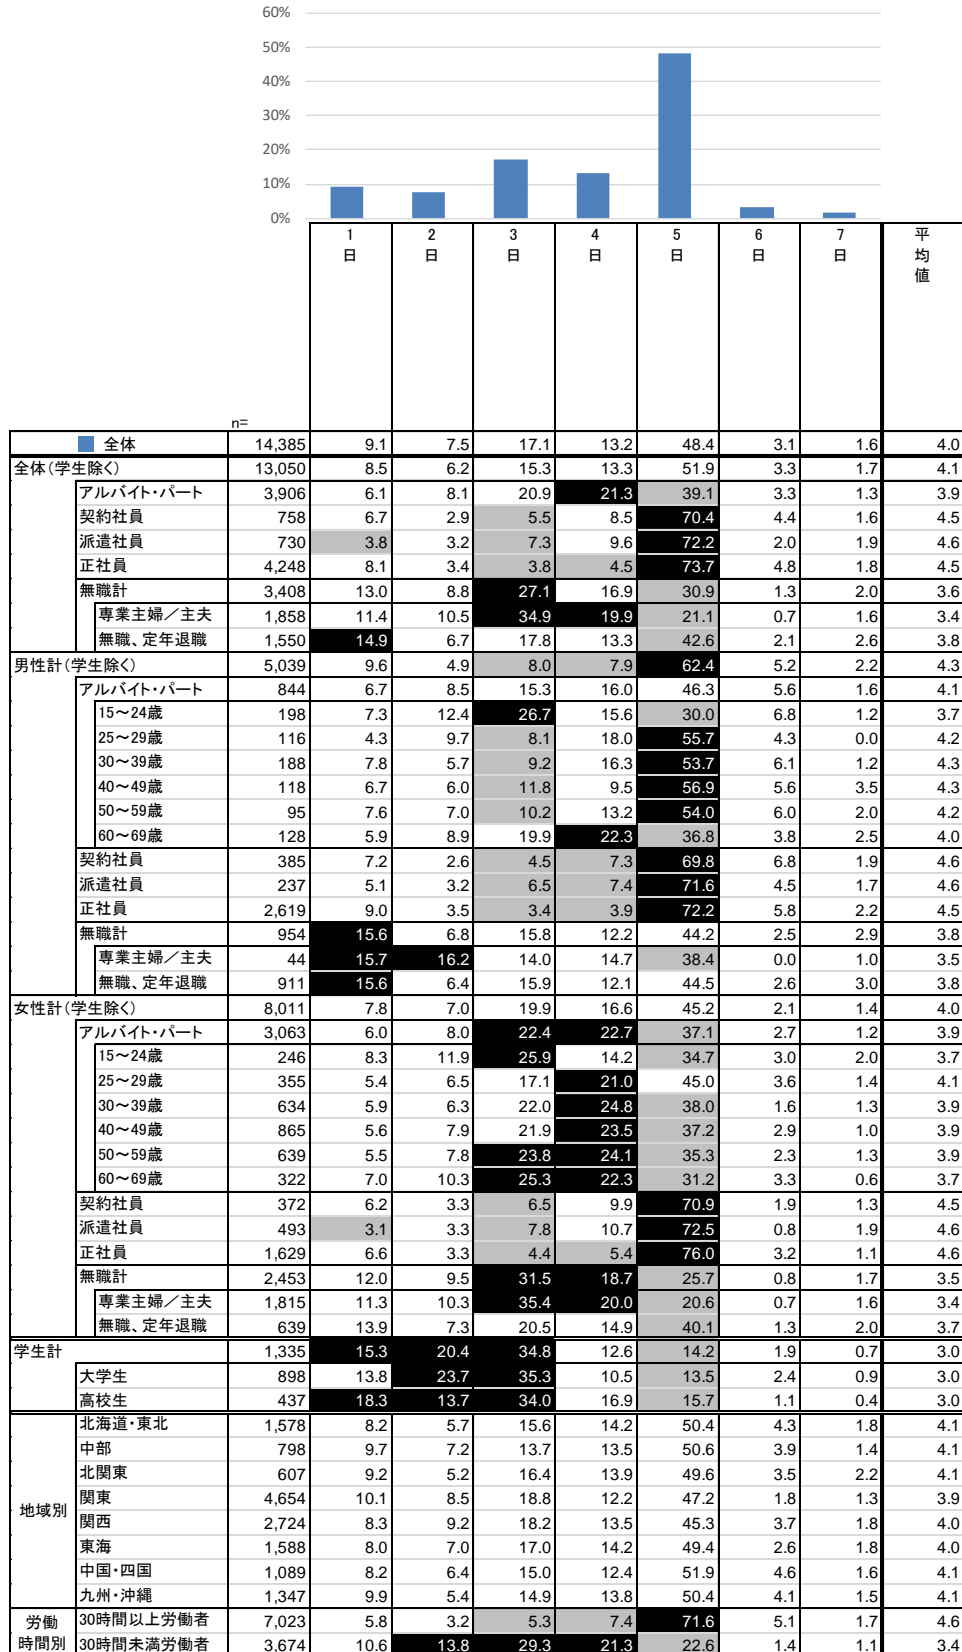 60%
50%
40%
30%
20%
10%
0%
1日 2日 3日 4日 5日 6日 7日 平均値
n=
全体 14,385 9.1 7.5 17.1 13.2 48.4 3.1 1.6 4.0
全体(学生除く) 13,050 8.5 6.2 15.3 13.3 51.9 3.3 1.7 4.1
アルバイト・パート 3,906 6.1 8.1 20.9 21.3 39.1 3.3 1.3 3.9
契約社員 758 6.7 2.9 5.5 8.5 70.4 4.4 1.6 4.5
派遣社員 730 3.8 3.2 7.3 9.6 72.2 2.0 1.9 4.6
正社員 4,248 8.1 3.4 3.8 4.5 73.7 4.8 1.8 4.5
無職計 3,408 13.0 8.8 27.1 16.9 30.9 1.3 2.0 3.6
専業主婦/主夫 1,858 11.4 10.5 34.9 19.9 21.1 0.7 1.6 3.4
無職、定年退職 1,550 14.9 6.7 17.8 13.3 42.6 2.1 2.6 3.8
男性計(学生除く) 5,039 9.6 4.9 8.0 7.9 62.4 5.2 2.2 4.3
アルバイト・パート 844 6.7 8.5 15.3 16.0 46.3 5.6 1.6 4.1
15~24歳 198 7.3 12.4 26.7 15.6 30.0 6.8 1.2 3.7
25~29歳 116 4.3 9.7 8.1 18.0 55.7 4.3 0.0 4.2
30~39歳 188 7.8 5.7 9.2 16.3 53.7 6.1 1.2 4.3
40~49歳 118 6.7 6.0 11.8 9.5 56.9 5.6 3.5 4.3
50~59歳 95 7.6 7.0 10.2 13.2 54.0 6.0 2.0 4.2
60~69歳 128 5.9 8.9 19.9 22.3 36.8 3.8 2.5 4.0
契約社員 385 7.2 2.6 4.5 7.3 69.8 6.8 1.9 4.6
派遣社員 237 5.1 3.2 6.5 7.4 71.6 4.5 1.7 4.6
正社員 2,619 9.0 3.5 3.4 3.9 72.2 5.8 2.2 4.5
無職計 954 15.6 6.8 15.8 12.2 44.2 2.5 2.9 3.8
専業主婦/主夫 44 15.7 16.2 14.0 14.7 38.4 0.0 1.0 3.5
無職、定年退職 911 15.6 6.4 15.9 12.1 44.5 2.6 3.0 3.8
女性計(学生除く) 8,011 7.8 7.0 19.9 16.6 45.2 2.1 1.4 4.0
アルバイト・パート 3,063 6.0 8.0 22.4 22.7 37.1 2.7 1.2 3.9
15~24歳 246 8.3 11.9 25.9 14.2 34.7 3.0 2.0 3.7
25~29歳 355 5.4 6.5 17.1 21.0 45.0 3.6 1.4 4.1
30~39歳 634 5.9 6.3 22.0 24.8 38.0 1.6 1.3 3.9
40~49歳 865 5.6 7.9 21.9 23.5 37.2 2.9 1.0 3.9
50~59歳 639 5.5 7.8 23.8 24.1 35.3 2.3 1.3 3.9
60~69歳 322 7.0 10.3 25.3 22.3 31.2 3.3 0.6 3.7
契約社員 372 6.2 3.3 6.5 9.9 70.9 1.9 1.3 4.5
派遣社員 493 3.1 3.3 7.8 10.7 72.5 0.8 1.9 4.6
正社員 1,629 6.6 3.3 4.4 5.4 76.0 3.2 1.1 4.6
無職計 2,453 12.0 9.5 31.5 18.7 25.7 0.8 1.7 3.5
専業主婦/主夫 1,815 11.3 10.3 35.4 20.0 20.6 0.7 1.6 3.4
無職、定年退職 639 13.9 7.3 20.5 14.9 40.1 1.3 2.0 3.7
学生計 1,335 15.3 20.4 34.8 12.6 14.2 1.9 0.7 3.0
大学生 898 13.8 23.7 35.3 10.5 13.5 2.4 0.9 3.0
高校生 437 18.3 13.7 34.0 16.9 15.7 1.1 0.4 3.0
地域別
北海道・東北 1,578 8.2 5.7 15.6 14.2 50.4 4.3 1.8 4.1
中部 798 9.7 7.2 13.7 13.5 50.6 3.9 1.4 4.1
北関東 607 9.2 5.2 16.4 13.9 49.6 3.5 2.2 4.1
関東 4,654 10.1 8.5 18.8 12.2 47.2 1.8 1.3 3.9
関西 2,724 8.3 9.2 18.2 13.5 45.3 3.7 1.8 4.0
東海 1,588 8.0 7.0 17.0 14.2 49.4 2.6 1.8 4.0
中国・四国 1,089 8.2 6.4 15.0 12.4 51.9 4.6 1.6 4.1
九州・沖縄 1,347 9.9 5.4 14.9 13.8 50.4 4.1 1.5 4.1
労働時間別
30時間以上労働者 7,023 5.8 3.2 5.3 7.4 71.6 5.1 1.7 4.6
30時間未満労働者 3,674 10.6 13.8 29.3 21.3 22.6 1.4 1.1 3.4